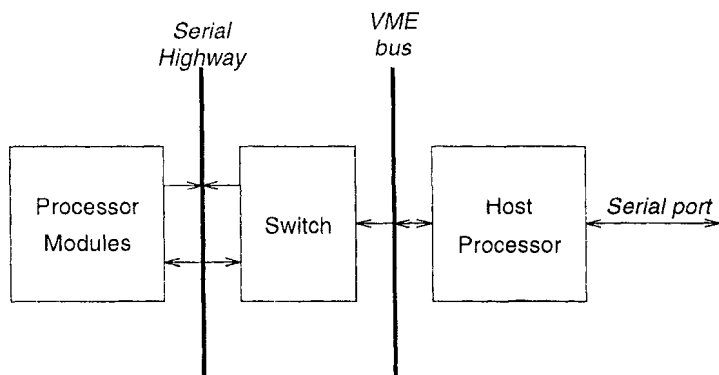 Serial
Highway
VME
bus
Processor
Modules
Switch
Host
Processor
Serial port